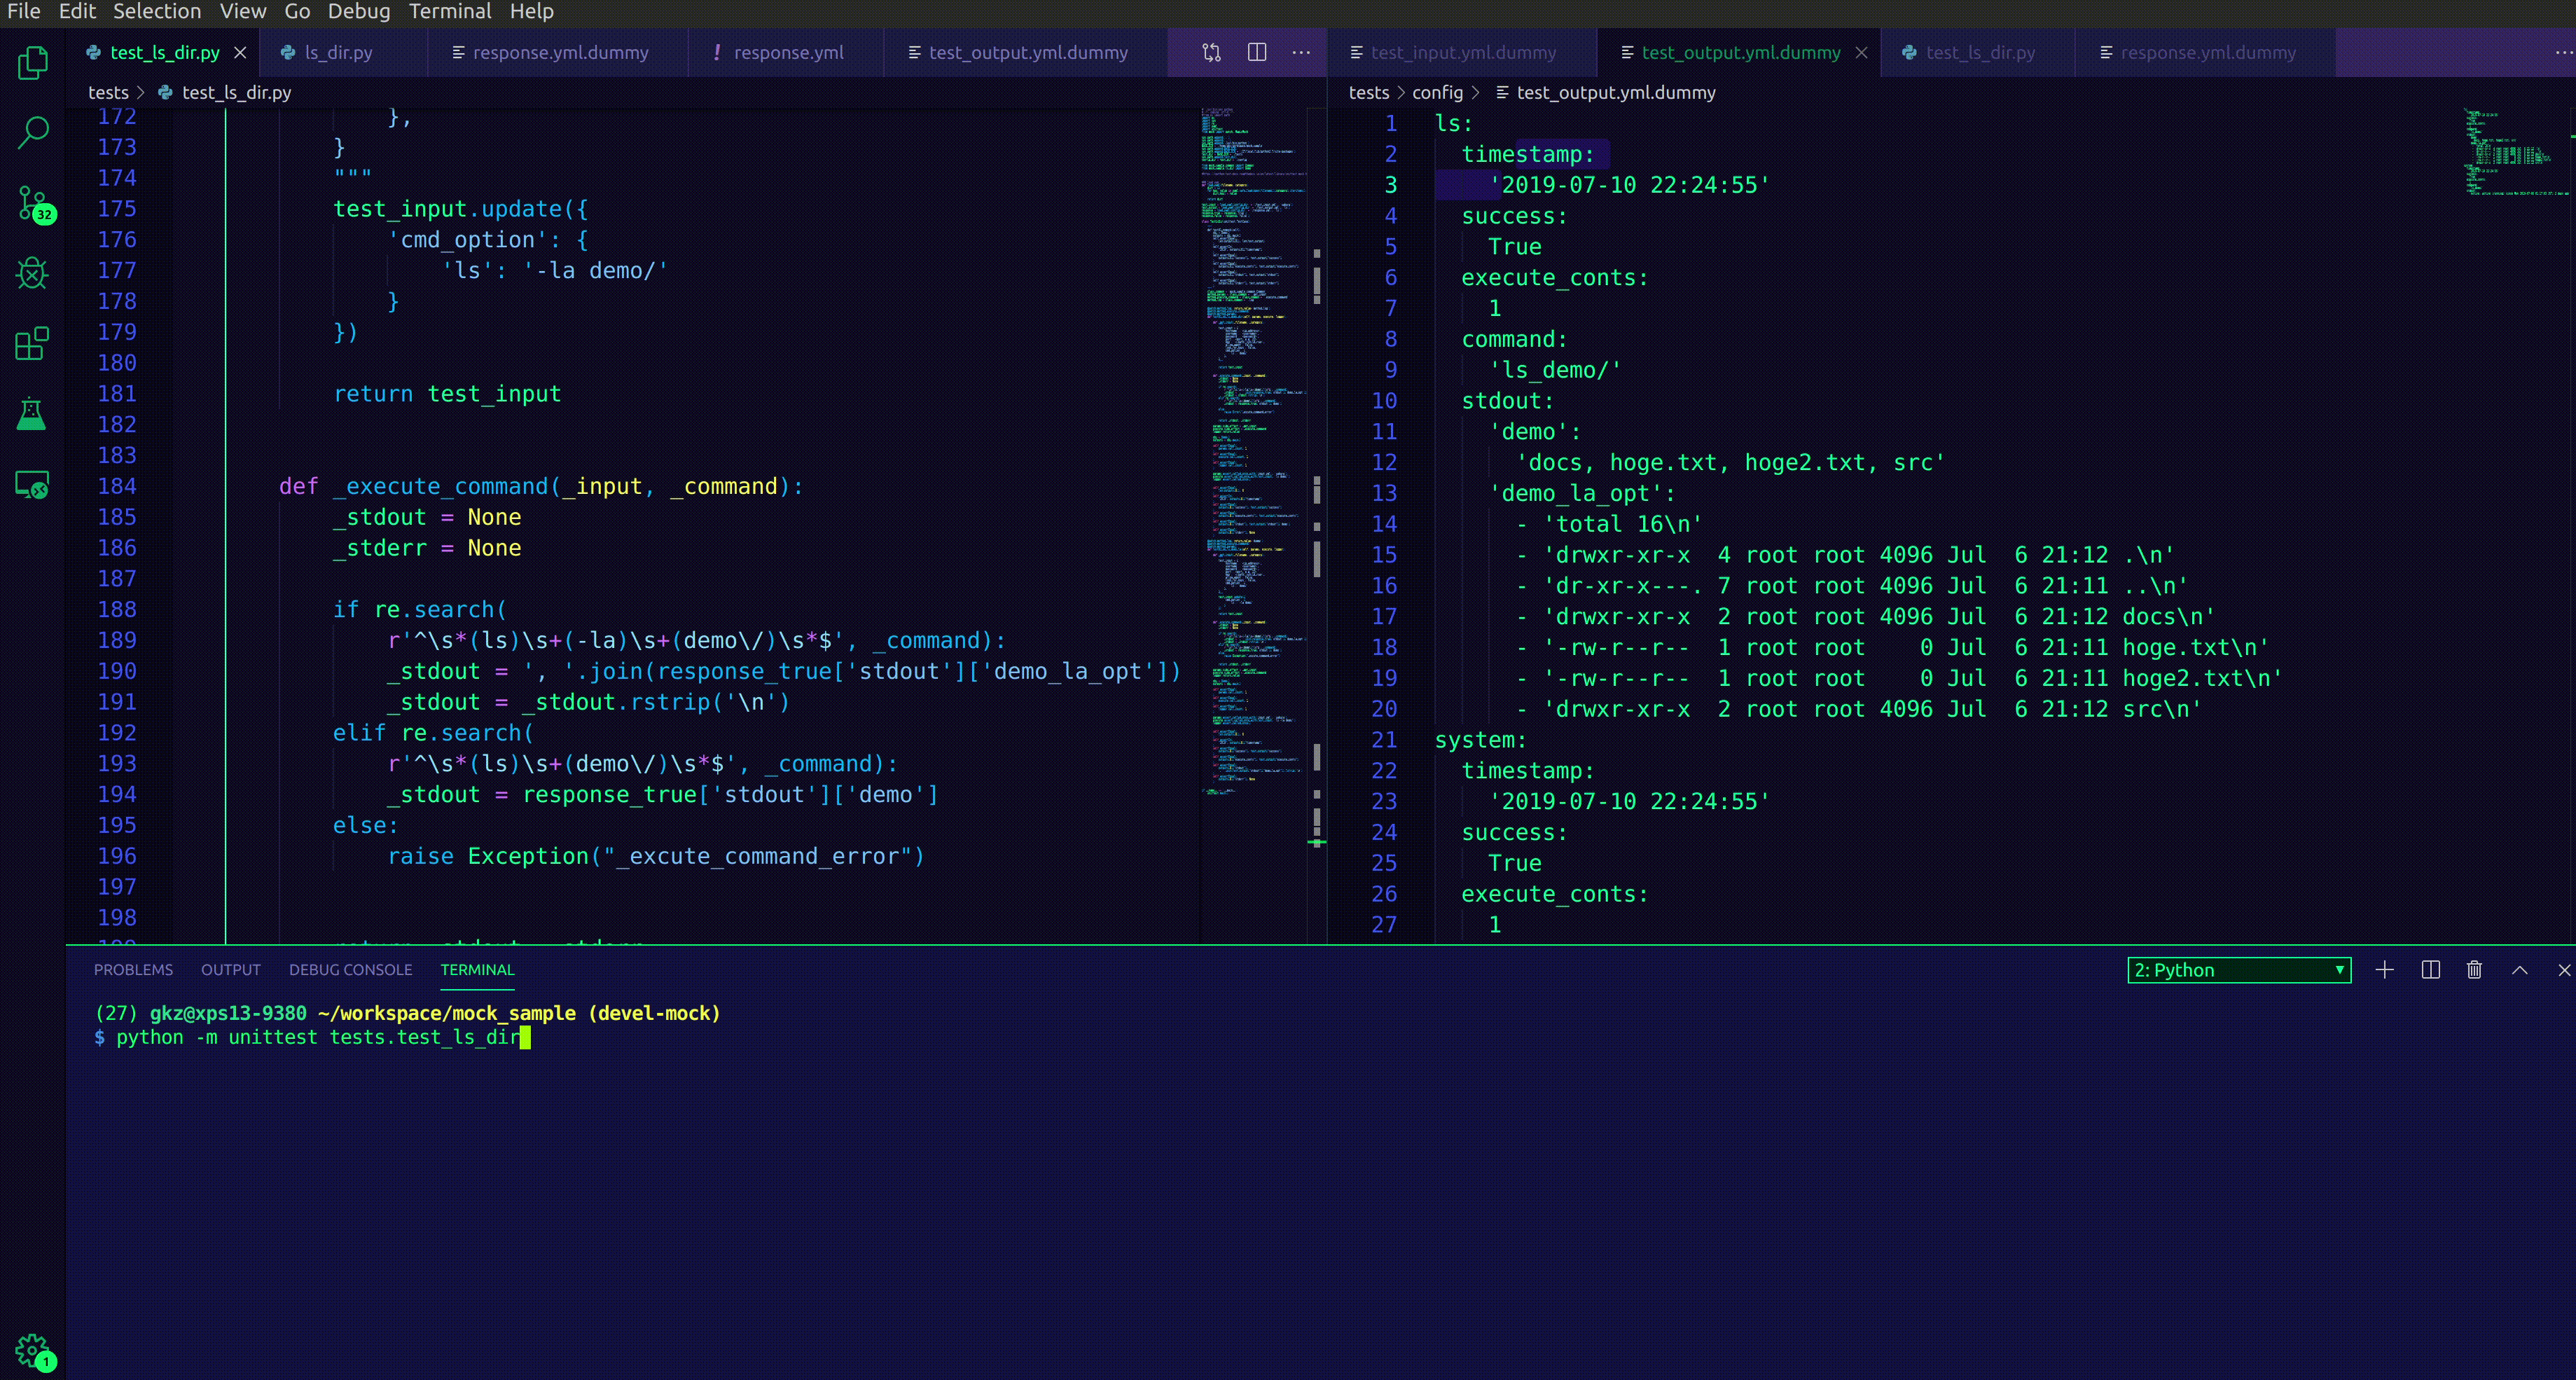 File Edit Selection View Go Debug Terminal Help
test_ls_dir.py ls_dir.py response.yml.dummy ! response.yml test_output.yml.dummy
tests > test_ls_dir.py
172 },
173 }
174 """
175 test_input.update({
176 'cmd_option': {
177 'ls': '-la demo/'
178 }
179 })
180
181 return test_input
182
183
184 def _execute_command(_input, _command):
185 _stdout = None
186 _stderr = None
187
188 if re.search(
189 r'^\s*(ls)\s+(-la)\s+(demo\/)\s*$', _command):
190 _stdout = ', '.join(response_true['stdout']['demo_la_opt'])
191 _stdout = _stdout.rstrip('\n')
192 elif re.search(
193 r'^\s*(ls)\s+(demo\/)\s*$', _command):
194 _stdout = response_true['stdout']['demo']
195 else:
196 raise Exception("_excute_command_error")
197
198
test_input.yml.dummy test_output.yml.dummy test_ls_dir.py response.yml.dummy
tests > config > test_output.yml.dummy
1 ls:
2 timestamp:
3 '2019-07-10 22:24:55'
4 success:
5 True
6 execute_conts:
7 1
8 command:
9 'ls_demo/'
10 stdout:
11 'demo':
12 'docs, hoge.txt, hoge2.txt, src'
13 'demo_la_opt':
14 - 'total 16\n'
15 - 'drwxr-xr-x  4 root root 4096 Jul  6 21:12 .\n'
16 - 'dr-xr-x---. 7 root root 4096 Jul  6 21:11 ..\n'
17 - 'drwxr-xr-x  2 root root 4096 Jul  6 21:12 docs\n'
18 - '-rw-r--r--  1 root root    0 Jul  6 21:11 hoge.txt\n'
19 - '-rw-r--r--  1 root root    0 Jul  6 21:11 hoge2.txt\n'
20 - 'drwxr-xr-x  2 root root 4096 Jul  6 21:12 src\n'
21 system:
22 timestamp:
23 '2019-07-10 22:24:55'
24 success:
25 True
26 execute_conts:
27 1
32
1
PROBLEMS OUTPUT DEBUG CONSOLE TERMINAL 2: Python
(27) gkz@xps13-9380 ~/workspace/mock_sample (devel-mock)
$ python -m unittest tests.test_ls_dir